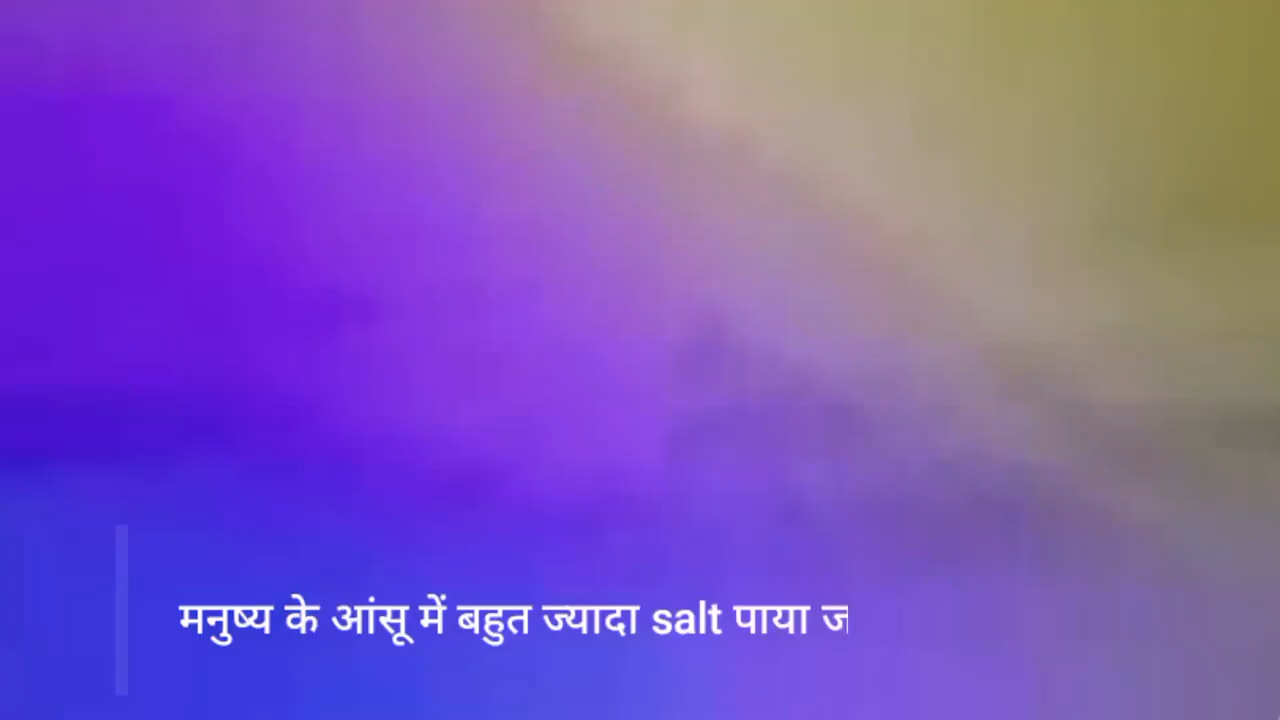 मनुष्य के आंसू में बहुत ज्यादा salt पाया